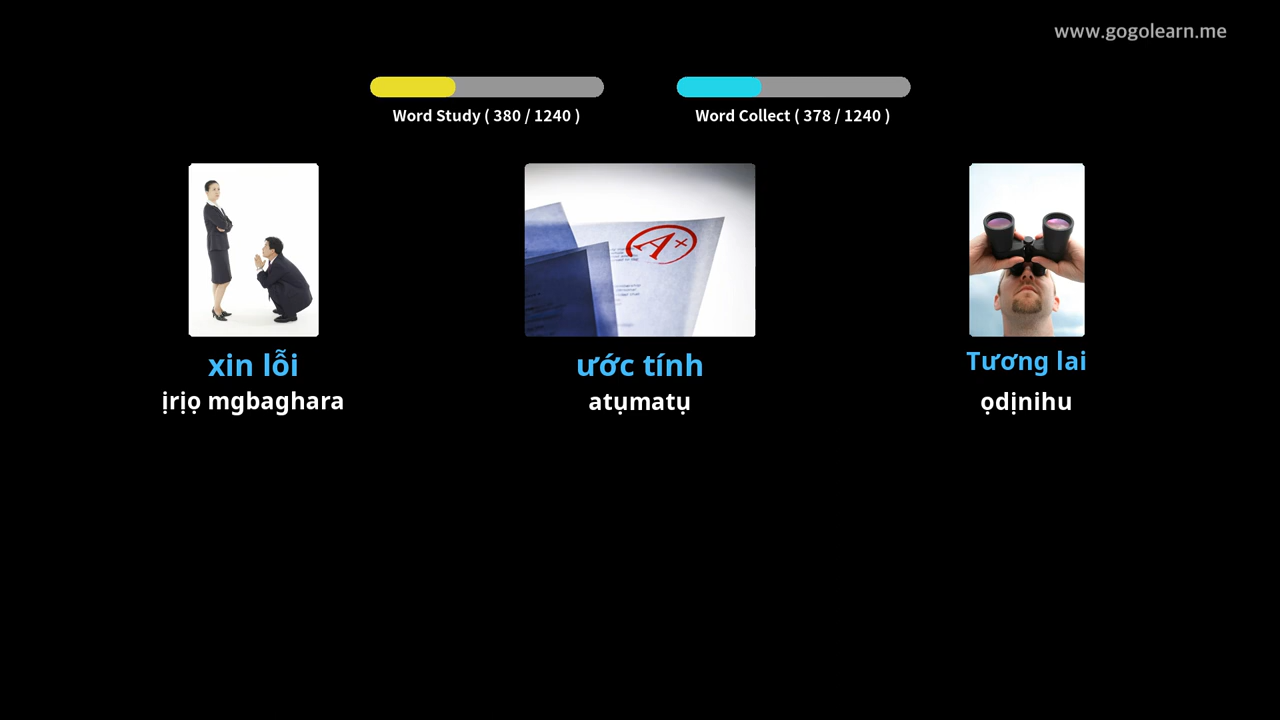 www.gogolearn.me
Word Study ( 380 / 1240 )
Word Collect ( 378 / 1240 )
A+
xin lỗi
ước tính
Tương lai
ịrịọ mgbaghara
atụmatụ
ọdịnihu